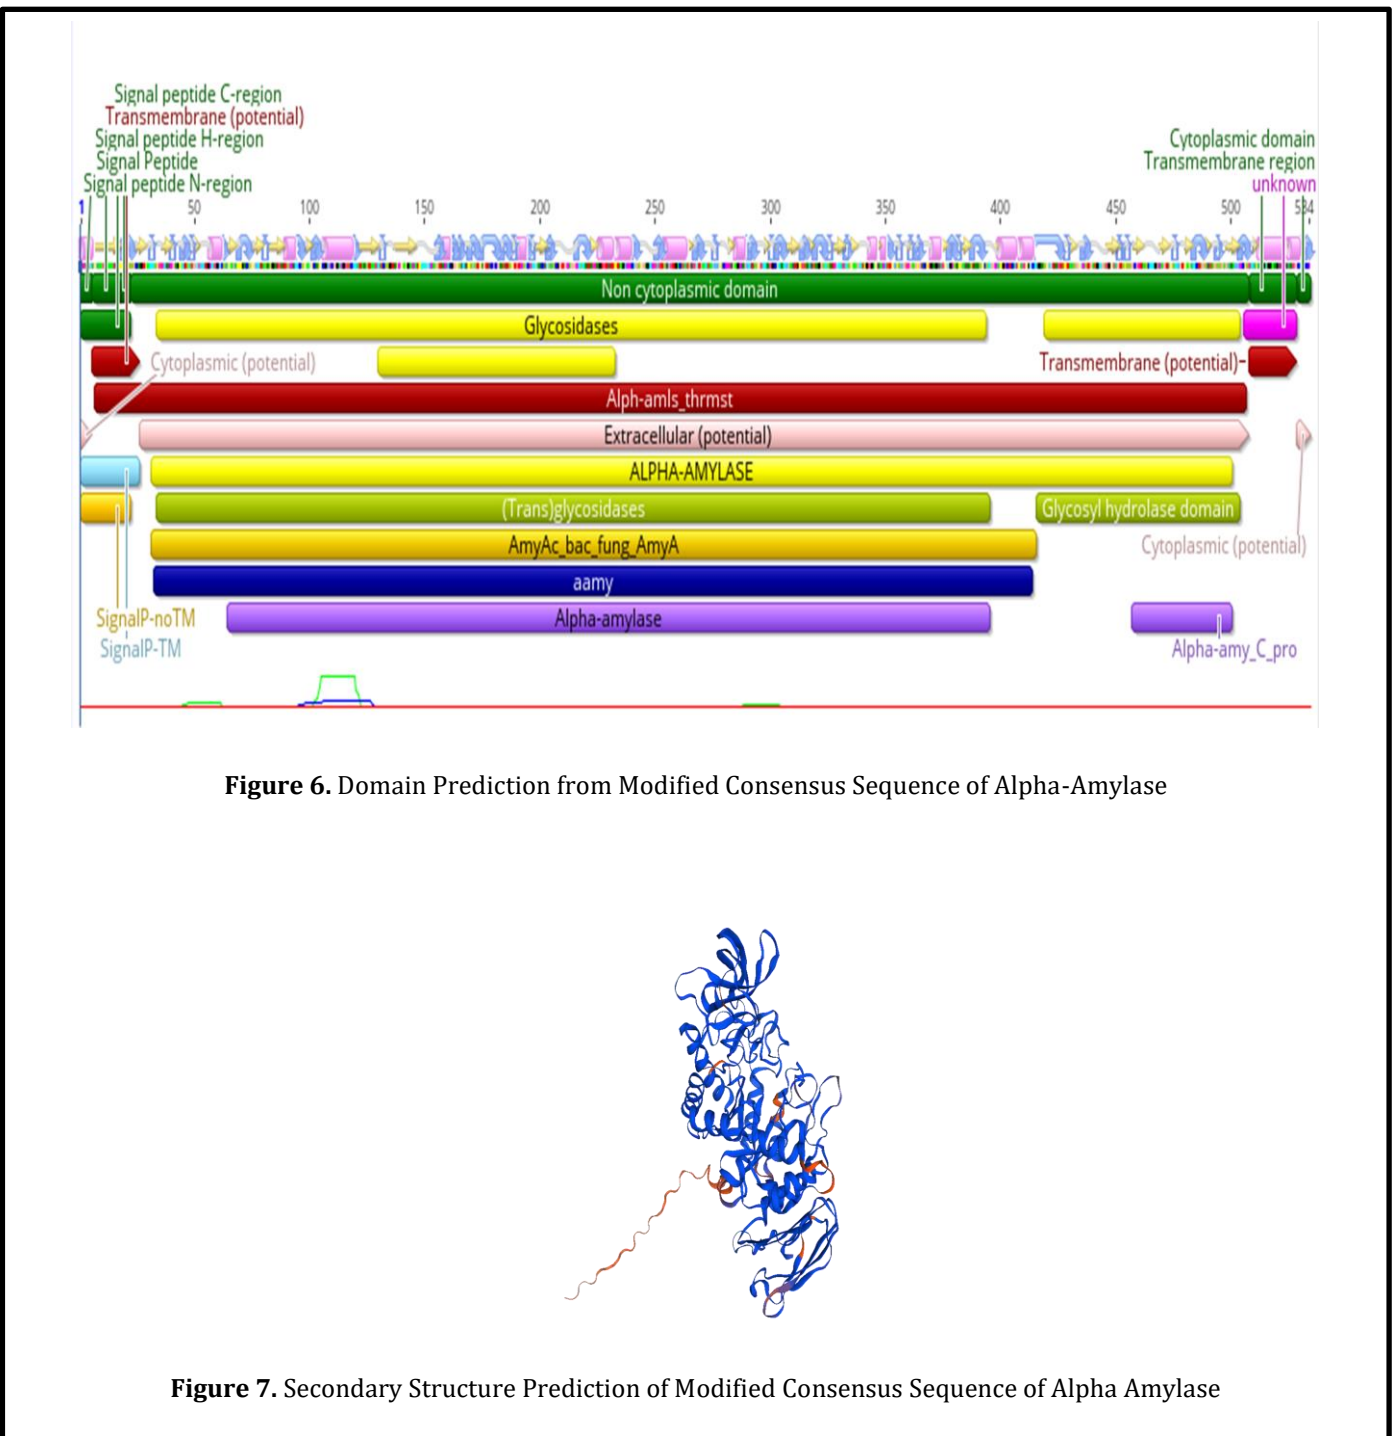 Signal peptide C-region
Transmembrane (potential)
Signal peptide H-region
Signal Peptide
Signal peptide N-region
Cytoplasmic domain
Transmembrane region
unknown
1 50 100 150 200 250 300 350 400 450 500 534
Non cytoplasmic domain
Glycosidases
Cytoplasmic (potential)
Transmembrane (potential)
Alph-amls_thrmst
Extracellular (potential)
ALPHA-AMYLASE
(Trans)glycosidases
Glycosyl hydrolase domain
AmyAc_bac_fung_AmyA
Cytoplasmic (potential)
aamy
SignalP-noTM
Alpha-amylase
SignalP-TM
Alpha-amy_C_pro
Figure 6. Domain Prediction from Modified Consensus Sequence of Alpha-Amylase
Figure 7. Secondary Structure Prediction of Modified Consensus Sequence of Alpha Amylase